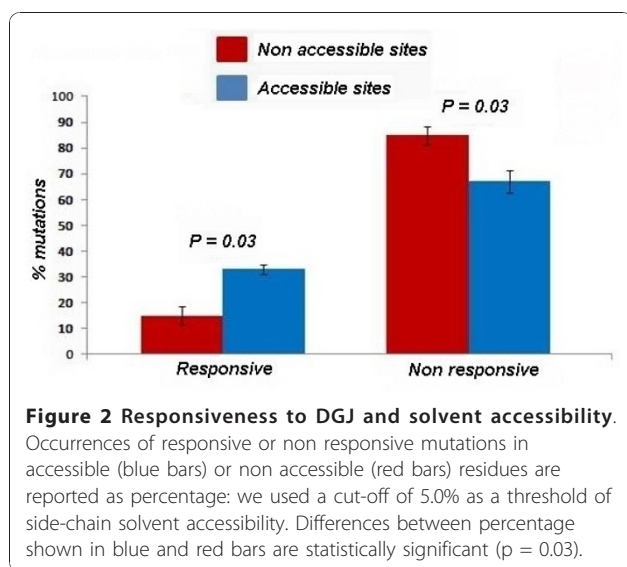 Non accessible sites
Accessible sites
P = 0.03
P = 0.03
% mutations
100
90
80
70
60
50
40
30
20
10
0
Responsive
Non responsive
Figure 2 Responsiveness to DGJ and solvent accessibility.
Occurrences of responsive or non responsive mutations in
accessible (blue bars) or non accessible (red bars) residues are
reported as percentage: we used a cut-off of 5.0% as a threshold of
side-chain solvent accessibility. Differences between percentage
shown in blue and red bars are statistically significant (p = 0.03).